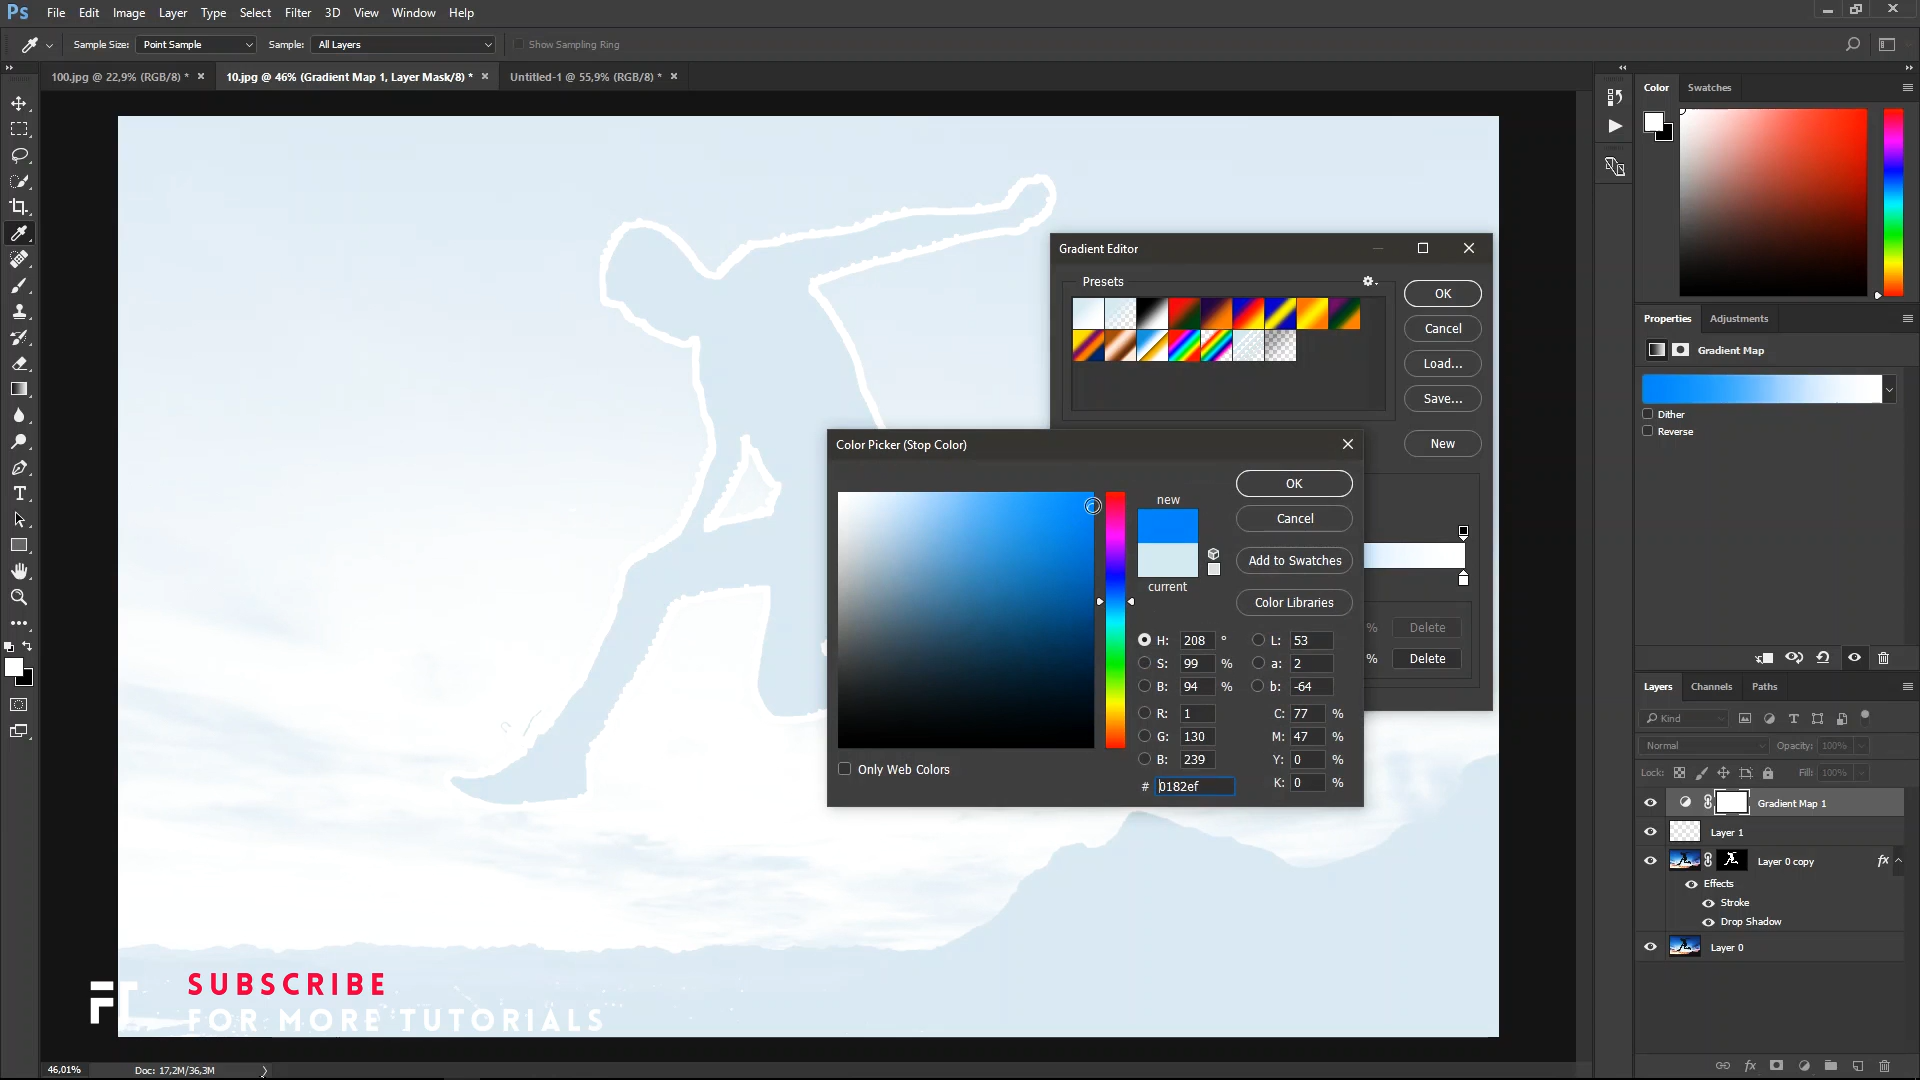 Ps File Edit Image Layer Type Select Filter 3D View Window Help
Sample Size: Point Sample Sample: All Layers Show Sampling Ring
100.jpg @ 22,9% (RGB/8) * 10.jpg @ 46% (Gradient Map 1, Layer Mask/8) * Untitled-1 @ 55,9% (RGB/8) *
Color Swatches
Gradient Editor
Presets
OK
Cancel
Load...
Save...
New
% Delete
% Delete
Color Picker (Stop Color)
new
current
OK
Cancel
Add to Swatches
Color Libraries
H: 208 ° L: 53
S: 99 % a: 2
B: 94 % b: -64
R: 1 C: 77 %
G: 130 M: 47 %
B: 239 Y: 0 %
# 0182ef K: 0 %
Only Web Colors
Properties Adjustments
Gradient Map
Dither
Reverse
Layers Channels Paths
Kind
Normal Opacity: 100%
Lock: Fill: 100%
Gradient Map 1
Layer 1
Layer 0 copy fx
Effects
Stroke
Drop Shadow
Layer 0
fx
FT
SUBSCRIBE
FOR MORE TUTORIALS
46,01% Doc: 17,2M/36,3M